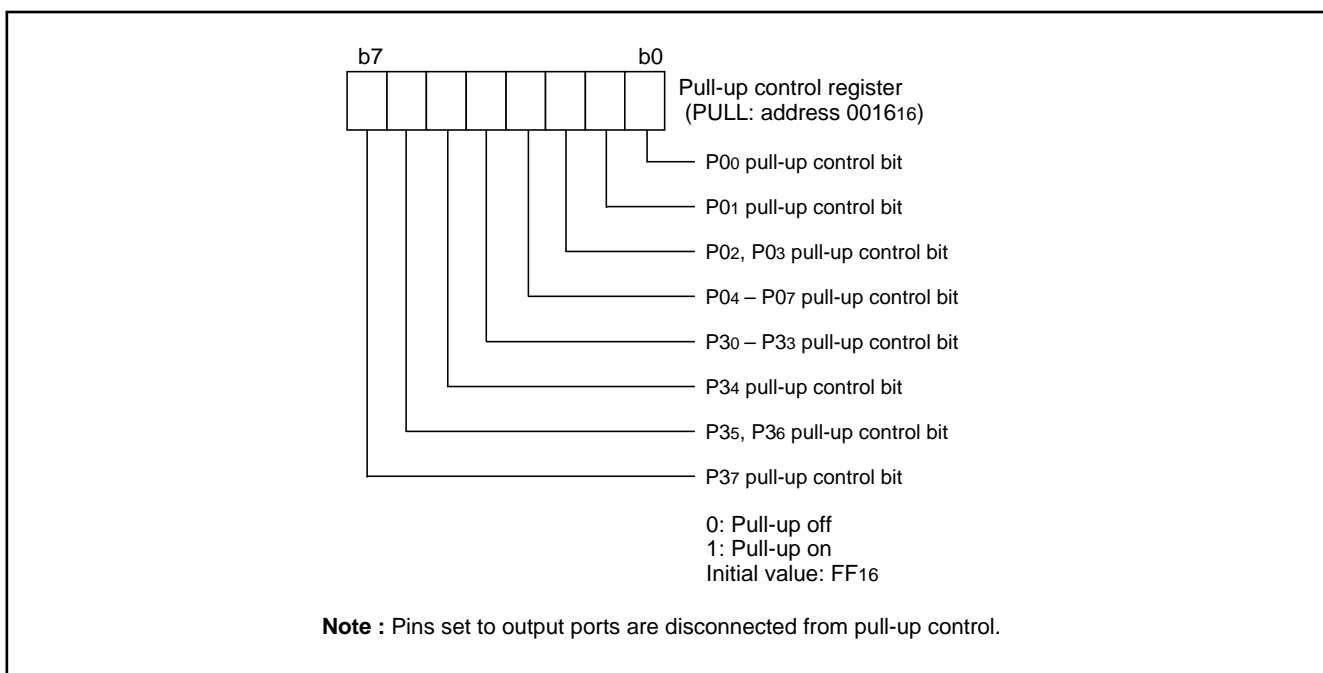 b7 b0
Pull-up control register
(PULL: address 001616)
P00 pull-up control bit
P01 pull-up control bit
P02, P03 pull-up control bit
P04 – P07 pull-up control bit
P30 – P33 pull-up control bit
P34 pull-up control bit
P35, P36 pull-up control bit
P37 pull-up control bit
0: Pull-up off
1: Pull-up on
Initial value: FF16
Note : Pins set to output ports are disconnected from pull-up control.